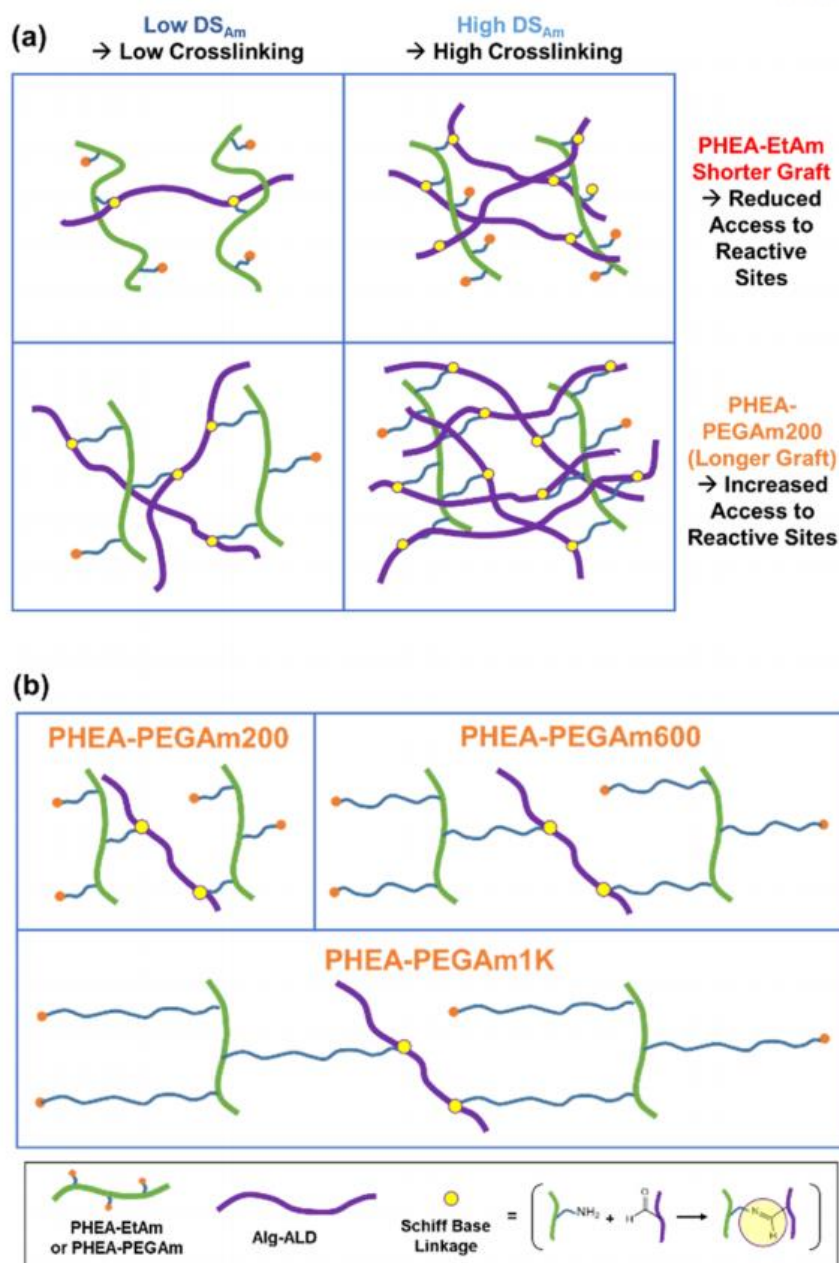 (a)
Low DSAm
→ Low Crosslinking
High DSAm
→ High Crosslinking
PHEA-EtAm
Shorter Graft
→ Reduced
Access to
Reactive
Sites
PHEA-
PEGAm200
(Longer Graft)
→ Increased
Access to
Reactive Sites
(b)
PHEA-PEGAm200
PHEA-PEGAm600
PHEA-PEGAm1K
PHEA-EtAm
or PHEA-PEGAm
Alg-ALD
Schiff Base
Linkage
=
NH2
+
H
O
N
H